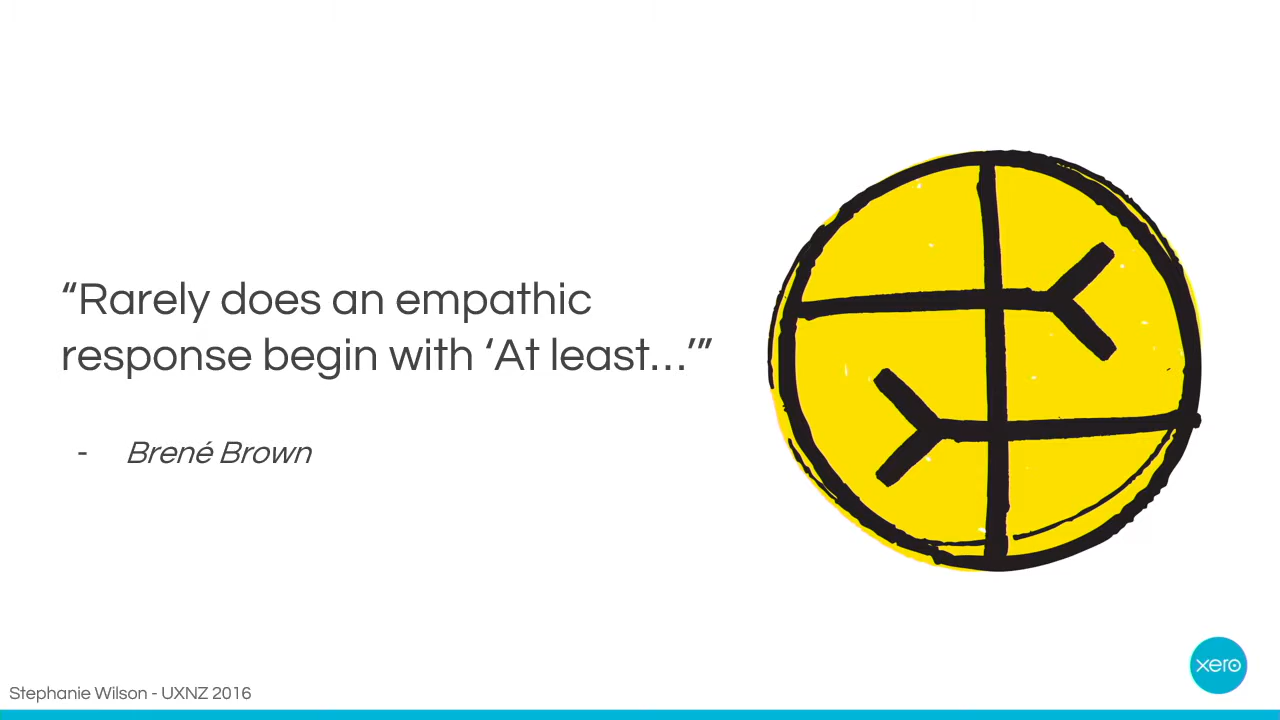 “Rarely does an empathic
response begin with ‘At least…’”
- Brené Brown
xero
Stephanie Wilson - UXNZ 2016